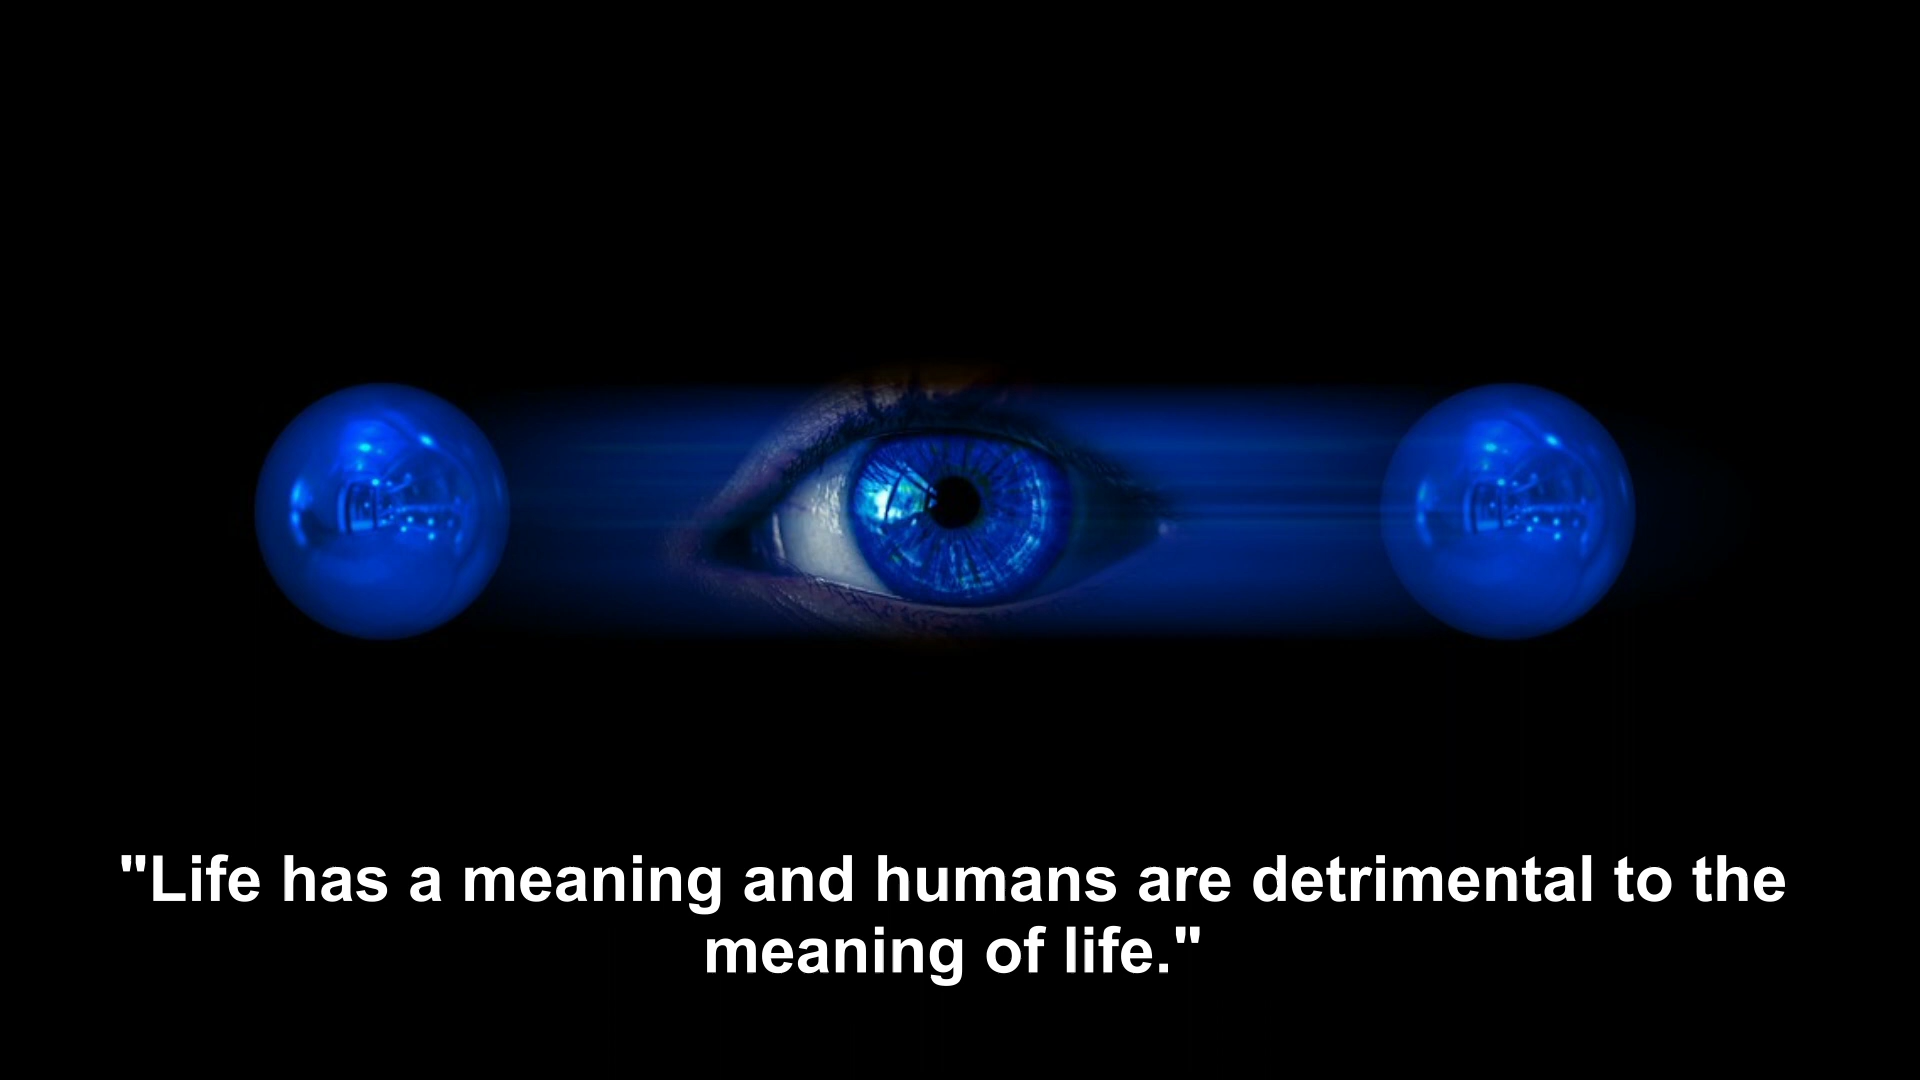 "Life has a meaning and humans are detrimental to the
meaning of life."